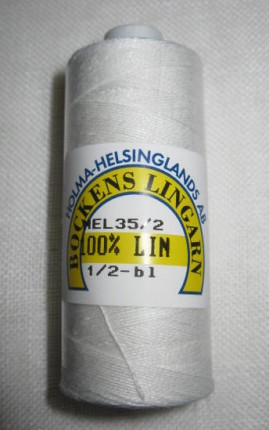 HOLMA-HELSINGLANDS AB
BOCKENS LINGARN
NEL35/2
100% LIN
1/2-bl